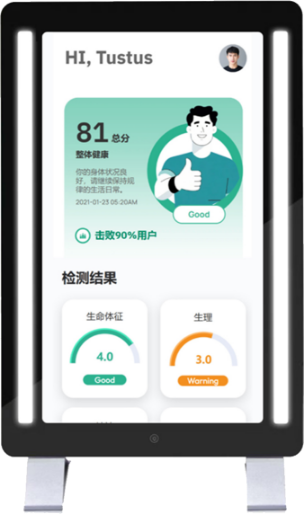 HI, Tustus
81 总分
整体健康
你的身体状况良
好，请继续保持规
律的生活日常。
2021-01-23 05:20AM
Good
击败90%用户
检测结果
生命体征
生理
4.0
3.0
Good
Warning